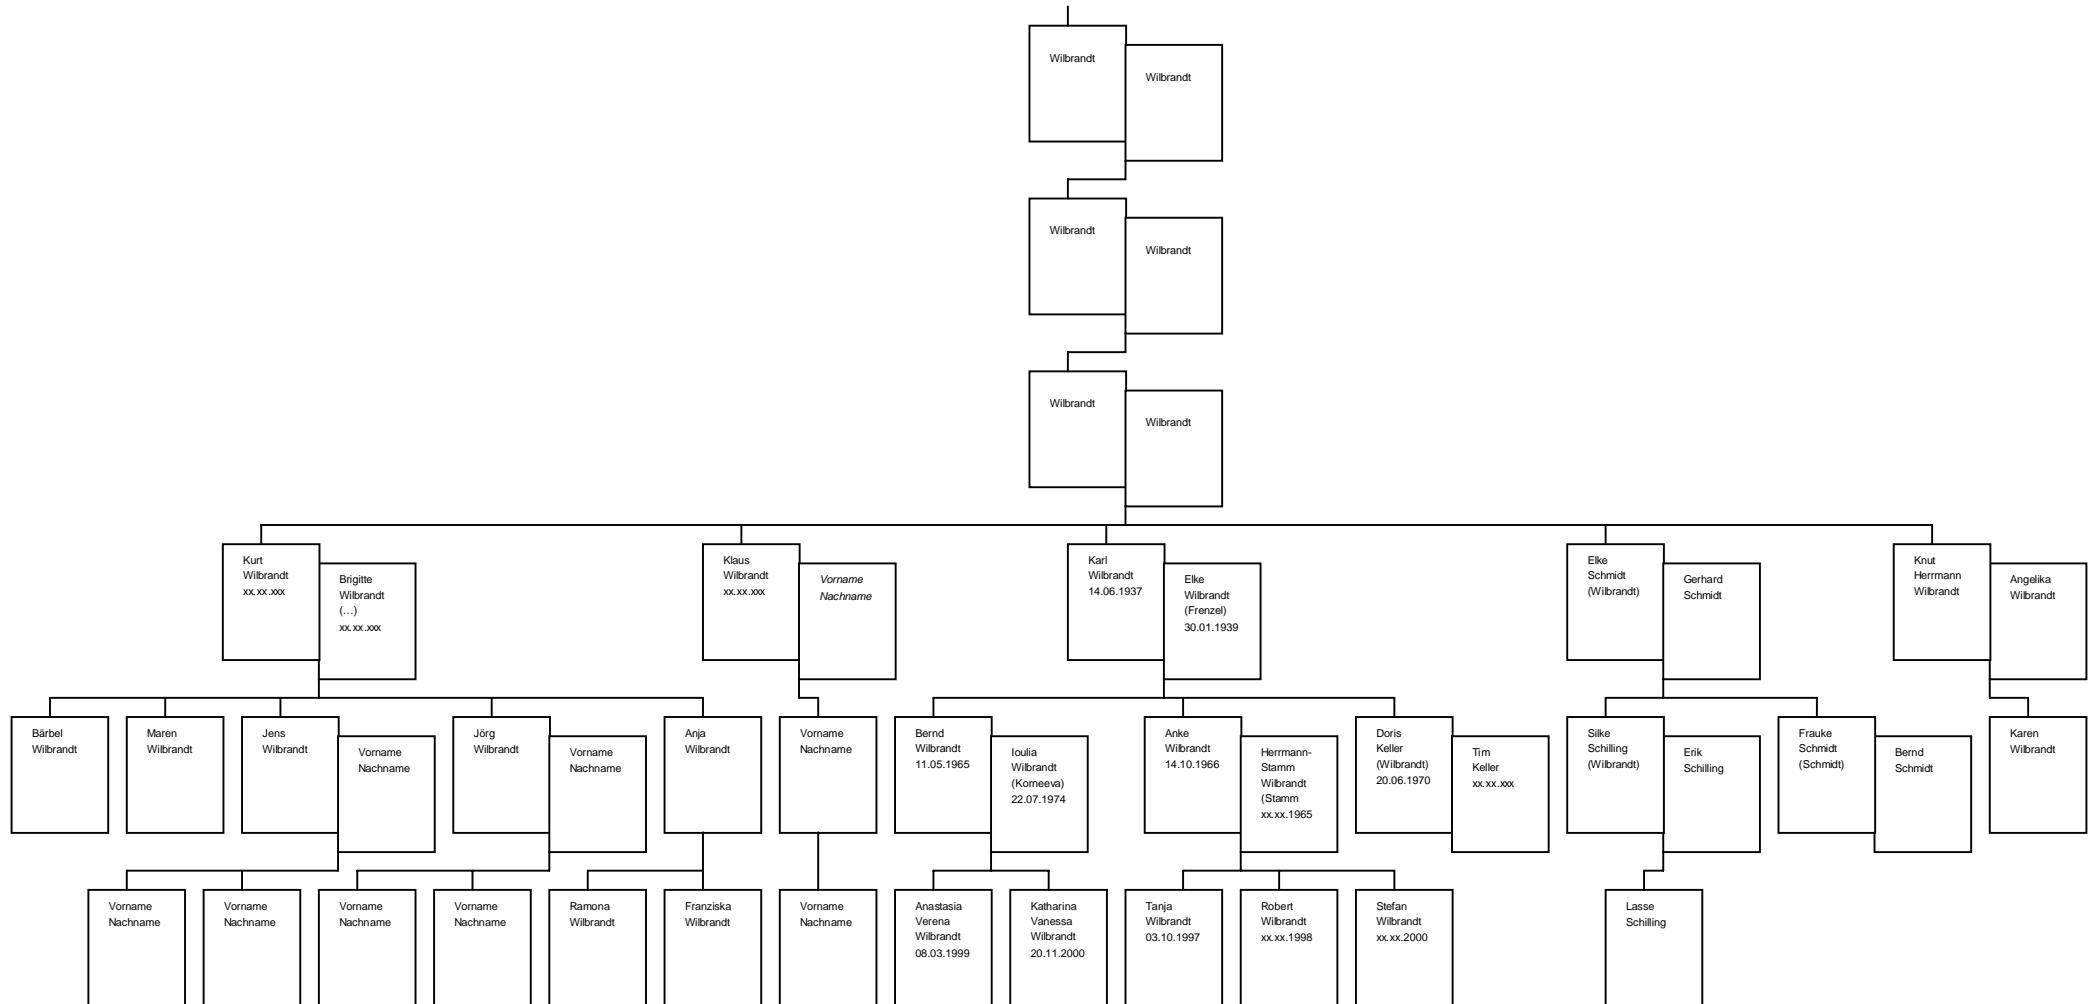 Wilbrandt
Wilbrandt
Wilbrandt
Wilbrandt
Wilbrandt
Wilbrandt
Kurt
Wilbrandt
xx.xx.xxx
Brigitte
Wilbrandt
(…)
xx.xx.xxx
Klaus
Wilbrandt
xx.xx.xxx
Vorname
Nachname
Karl
Wilbrandt
14.06.1937
Elke
Wilbrandt
(Frenzel)
30.01.1939
Elke
Schmidt
(Wilbrandt)
Gerhard
Schmidt
Knut
Herrmann
Wilbrandt
Angelika
Wilbrandt
Bärbel
Wilbrandt
Maren
Wilbrandt
Jens
Wilbrandt
Vorname
Nachname
Jörg
Wilbrandt
Vorname
Nachname
Anja
Wilbrandt
Vorname
Nachname
Bernd
Wilbrandt
11.05.1965
Ioulia
Wilbrandt
(Korneeva)
22.07.1974
Anke
Wilbrandt
14.10.1966
Herrmann-
Stamm
Wilbrandt
(Stamm
xx.xx.1965
Doris
Keller
(Wilbrandt)
20.06.1970
Tim
Keller
xx.xx.xxx
Silke
Schilling
(Wilbrandt)
Erik
Schilling
Frauke
Schmidt
(Schmidt)
Bernd
Schmidt
Karen
Wilbrandt
Vorname
Nachname
Vorname
Nachname
Vorname
Nachname
Vorname
Nachname
Ramona
Wilbrandt
Franziska
Wilbrandt
Vorname
Nachname
Anastasia
Verena
Wilbrandt
08.03.1999
Katharina
Vanessa
Wilbrandt
20.11.2000
Tanja
Wilbrandt
03.10.1997
Robert
Wilbrandt
xx.xx.1998
Stefan
Wilbrandt
xx.xx.2000
Lasse
Schilling